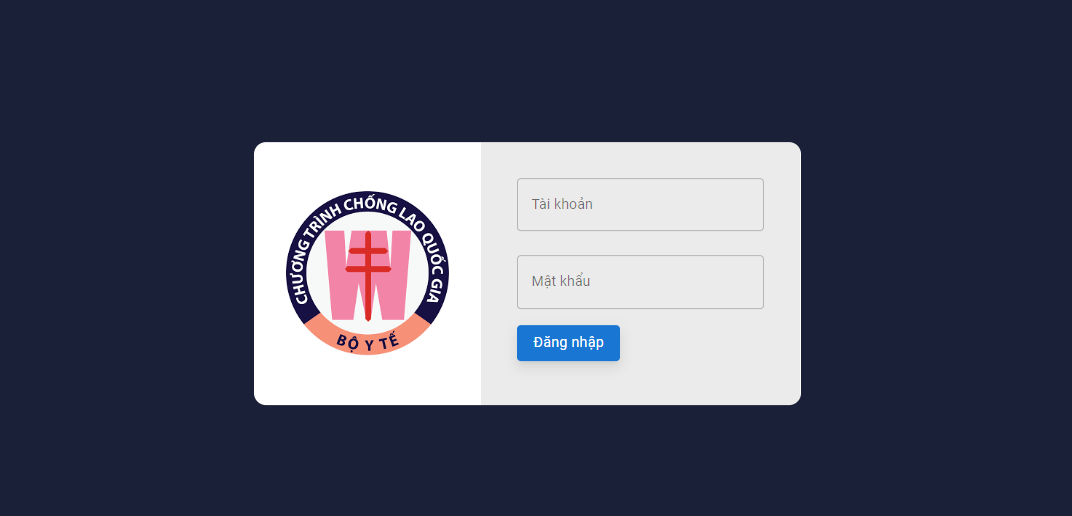 CHƯƠNG TRÌNH CHỐNG LAO QUỐC GIA
BỘ Y TẾ
Tài khoản
Mật khẩu
Đăng nhập